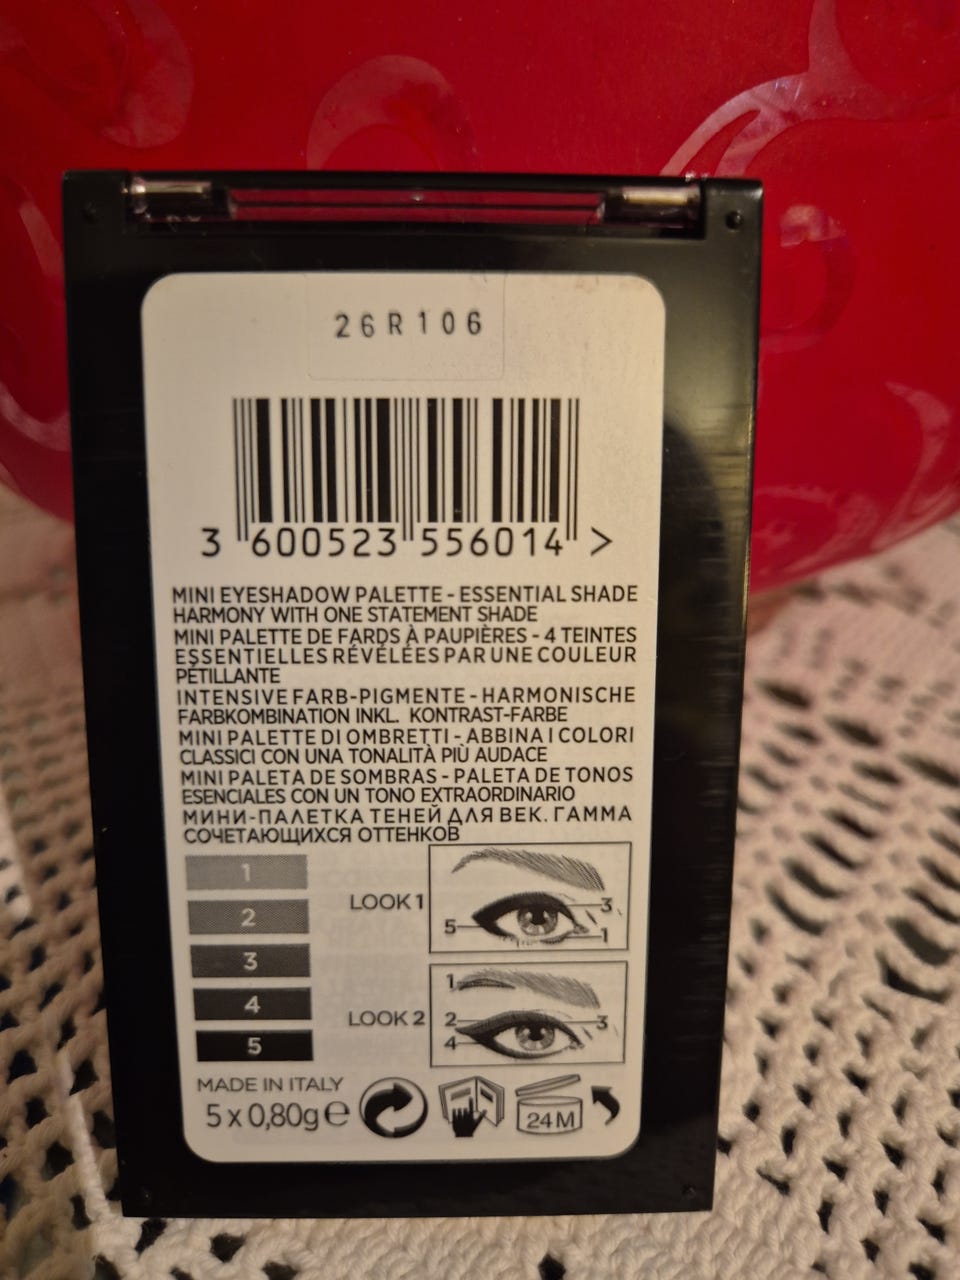 26R106
3 600523 556014 >
MINI EYESHADOW PALETTE - ESSENTIAL SHADE
HARMONY WITH ONE STATEMENT SHADE
MINI PALETTE DE FARDS À PAUPIÈRES - 4 TEINTES
ESSENTIELLES RÉVÉLÉES PAR UNE COULEUR
PÉTILLANTE
INTENSIVE FARB-PIGMENTE - HARMONISCHE
FARBKOMBINATION INKL. KONTRAST-FARBE
MINI PALETTE DI OMBRETTI - ABBINA I COLORI
CLASSICI CON UNA TONALITÀ PIÙ AUDACE
MINI PALETA DE SOMBRAS - PALETA DE TONOS
ESENCIALES CON UN TONO EXTRAORDINARIO
МИНИ-ПАЛЕТКА ТЕНЕЙ ДЛЯ ВЕК. ГАММА
СОЧЕТАЮЩИХСЯ ОТТЕНКОВ
1
2
3
4
5
LOOK 1
5
3
1
LOOK 2
1
2
4
3
MADE IN ITALY
5 x 0,80g e
24M